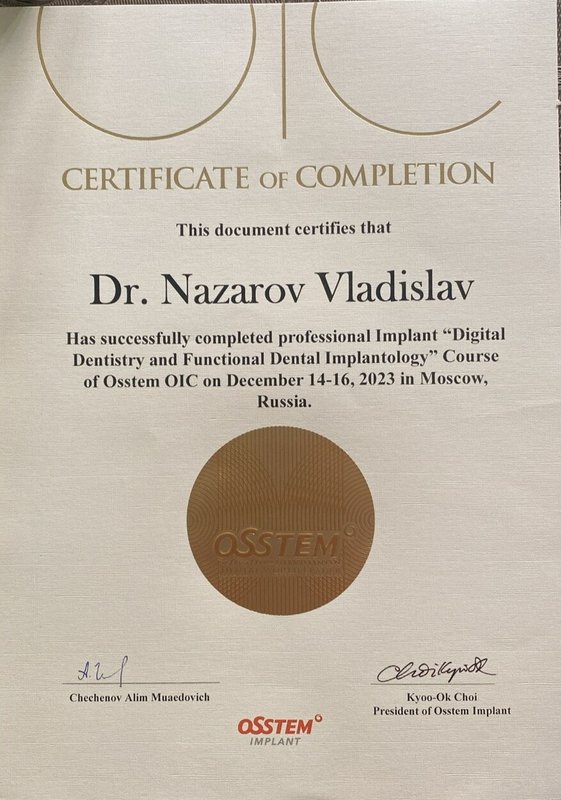 OIC
CERTIFICATE OF COMPLETION
This document certifies that
Dr. Nazarov Vladislav
Has successfully completed professional Implant “Digital
Dentistry and Functional Dental Implantology” Course
of Osstem OIC on December 14-16, 2023 in Moscow,
Russia.
OSSTEM
Chechenov Alim Muaedovich
Kyoo-Ok Choi
President of Osstem Implant
OSSTEM
IMPLANT